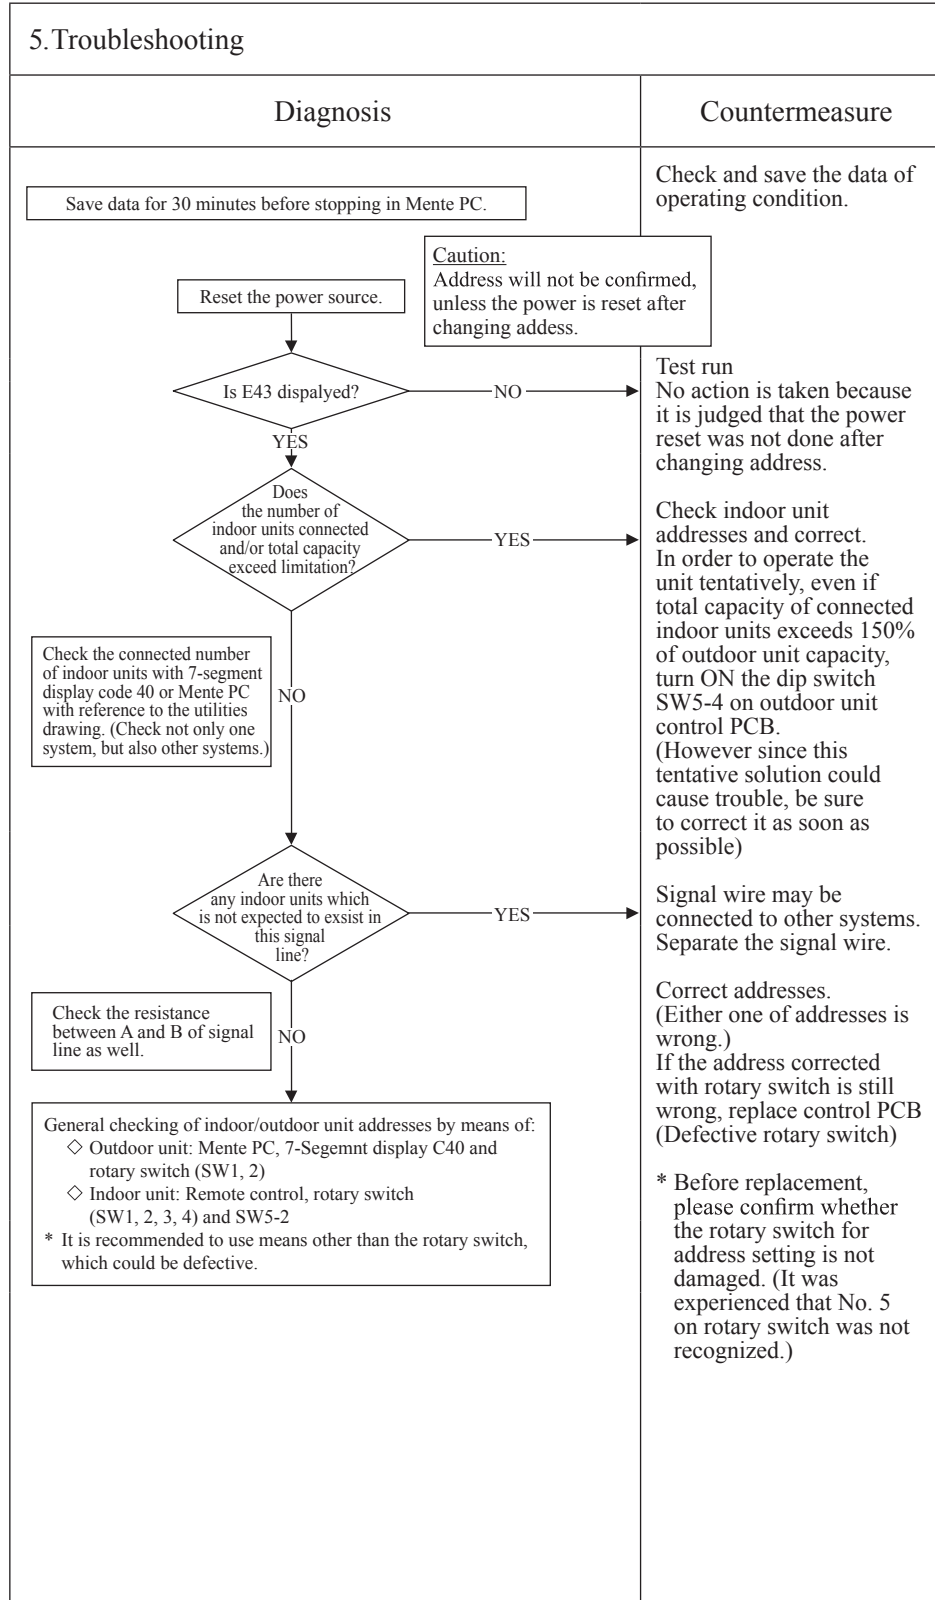 5. Troubleshooting
Diagnosis
Countermeasure
Save data for 30 minutes before stopping in Mente PC.
Check and save the data of
operating condition.
Caution:
Address will not be confirmed,
unless the power is reset after
changing addess.
Reset the power source.
Is E43 dispalyed?
NO
YES
Test run
No action is taken because
it is judged that the power
reset was not done after
changing address.
Does
the number of
indoor units connected
and/or total capacity
exceed limitation?
YES
Check indoor unit
addresses and correct.
In order to operate the
unit tentatively, even if
total capacity of connected
indoor units exceeds 150%
of outdoor unit capacity,
turn ON the dip switch
SW5-4 on outdoor unit
control PCB.
(However since this
tentative solution could
cause trouble, be sure
to correct it as soon as
possible)
Check the connected number
of indoor units with 7-segment
display code 40 or Mente PC
with reference to the utilities
drawing. (Check not only one
system, but also other systems.)
NO
Are there
any indoor units which
is not expected to exsist in
this signal
line?
YES
Signal wire may be
connected to other systems.
Separate the signal wire.
Check the resistance
between A and B of signal
line as well.
NO
Correct addresses.
(Either one of addresses is
wrong.)
If the address corrected
with rotary switch is still
wrong, replace control PCB
(Defective rotary switch)
General checking of indoor/outdoor unit addresses by means of:
◇ Outdoor unit: Mente PC, 7-Segemnt display C40 and
rotary switch (SW1, 2)
◇ Indoor unit: Remote control, rotary switch
(SW1, 2, 3, 4) and SW5-2
* It is recommended to use means other than the rotary switch,
which could be defective.
* Before replacement,
please confirm whether
the rotary switch for
address setting is not
damaged. (It was
experienced that No. 5
on rotary switch was not
recognized.)